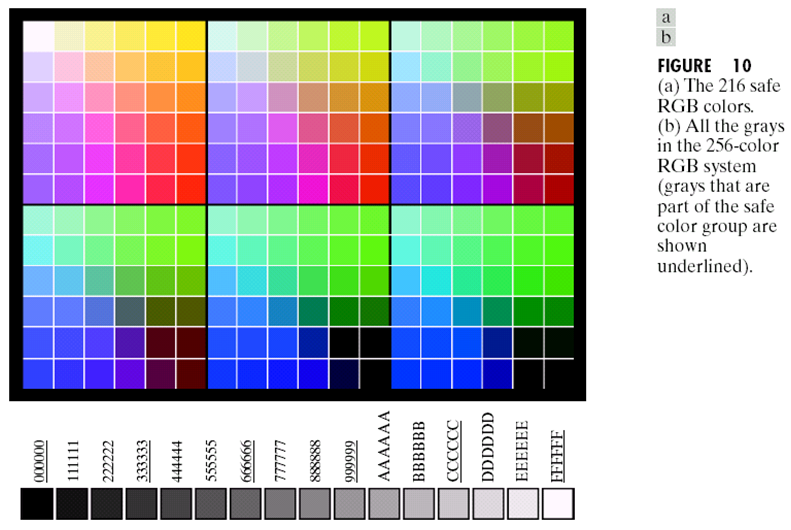 a
b
FIGURE 10
(a) The 216 safe
RGB colors.
(b) All the grays
in the 256-color
RGB system
(grays that are
part of the safe
color group are
shown
underlined).
000000
111111
222222
333333
444444
555555
666666
777777
888888
999999
AAAAAA
BBBBBB
CCCCCC
DDDDDD
EEEEEE
FFFFFF